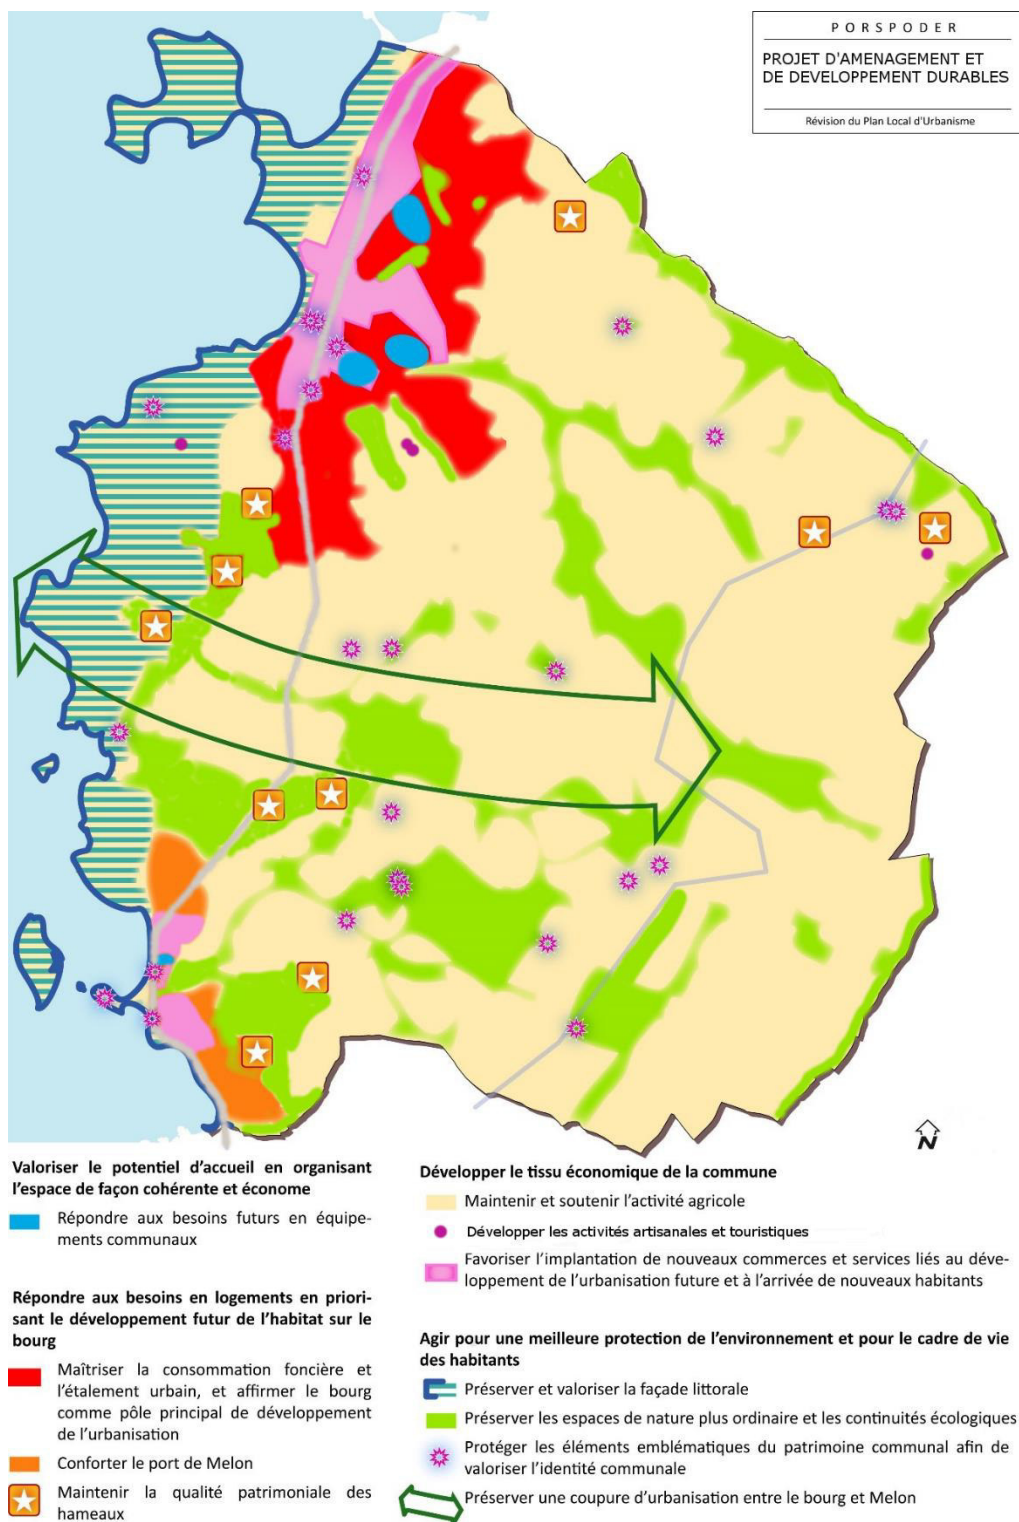 PORSPODER
PROJET D'AMENAGEMENT ET
DE DEVELOPPEMENT DURABLES
Révision du Plan Local d'Urbanisme
N
Valoriser le potentiel d'accueil en organisant
l'espace de façon cohérente et économe
Répondre aux besoins futurs en équipe-
ments communaux
Répondre aux besoins en logements en priori-
sant le développement futur de l'habitat sur le
bourg
Maîtriser la consommation foncière et
l'étalement urbain, et affirmer le bourg
comme pôle principal de développement
de l'urbanisation
Conforter le port de Melon
Maintenir la qualité patrimoniale des
hameaux
Développer le tissu économique de la commune
Maintenir et soutenir l'activité agricole
Développer les activités artisanales et touristiques
Favoriser l'implantation de nouveaux commerces et services liés au déve-
loppement de l'urbanisation future et à l'arrivée de nouveaux habitants
Agir pour une meilleure protection de l'environnement et pour le cadre de vie
des habitants
Préserver et valoriser la façade littorale
Préserver les espaces de nature plus ordinaire et les continuités écologiques
Protéger les éléments emblématiques du patrimoine communal afin de
valoriser l'identité communale
Préserver une coupure d'urbanisation entre le bourg et Melon